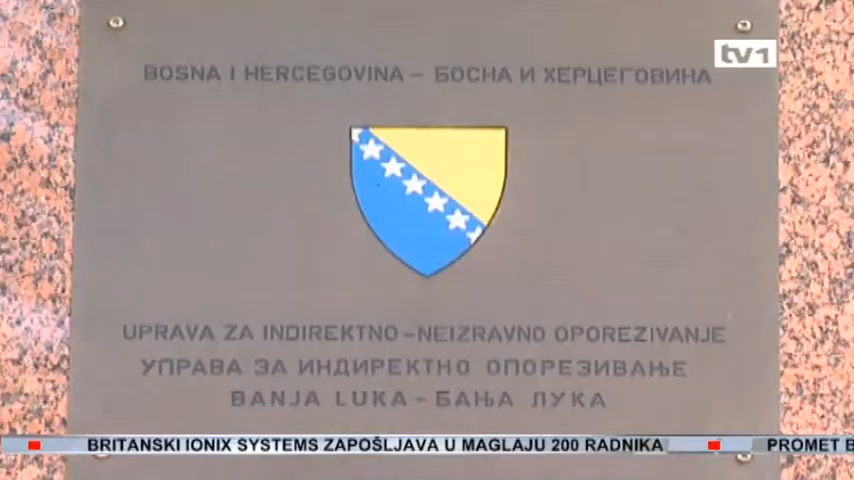 tv1
BOSNA I HERCEGOVINA - БОСНА И ХЕРЦЕГОВИНА
UPRAVA ZA INDIREKTNO-NEIZRAVNO OPOREZIVANJE
УПРАВА ЗА ИНДИРЕКТНО ОПОРЕЗИВАЊЕ
BANJA LUKA - БАЊА ЛУКА
BRITANSKI IONIX SYSTEMS ZAPOŠLJAVA U MAGLAJU 200 RADNIKA PROMET